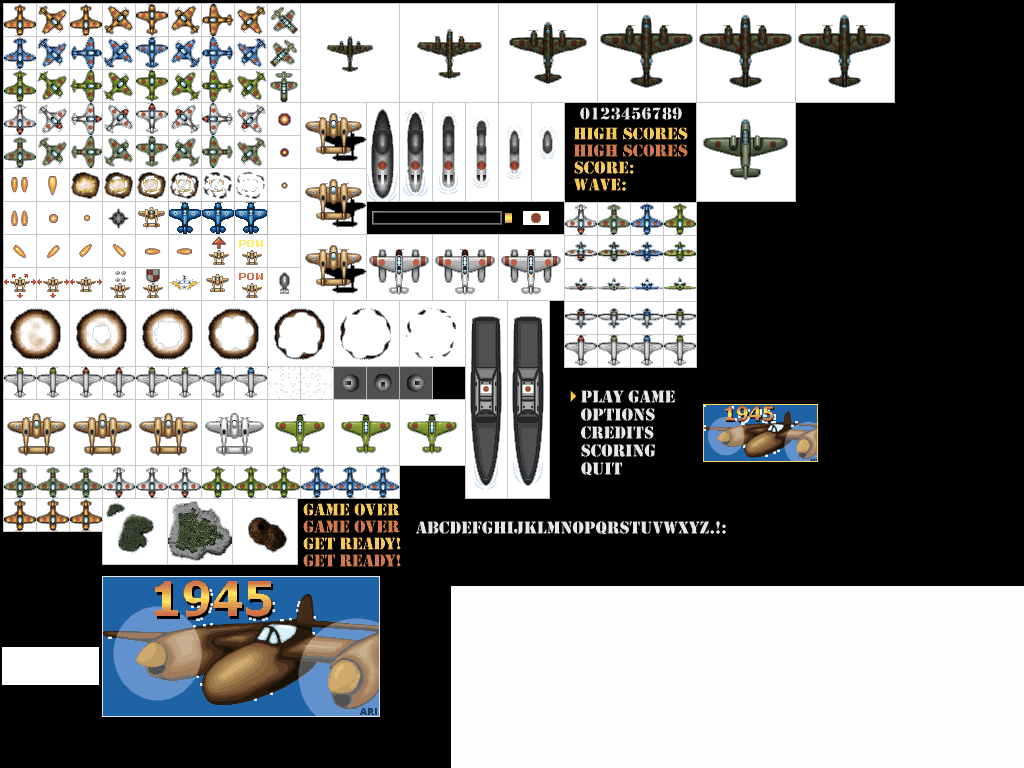 0123456789
HIGH SCORES
HIGH SCORES
SCORE:
WAVE:
POW
POW
PLAY GAME
OPTIONS
CREDITS
SCORING
QUIT
1945
GAME OVER
GAME OVER
GET READY!
GET READY!
ABCDEFGHIJKLMNOPQRSTUVWXYZ.!:
1945
ARI